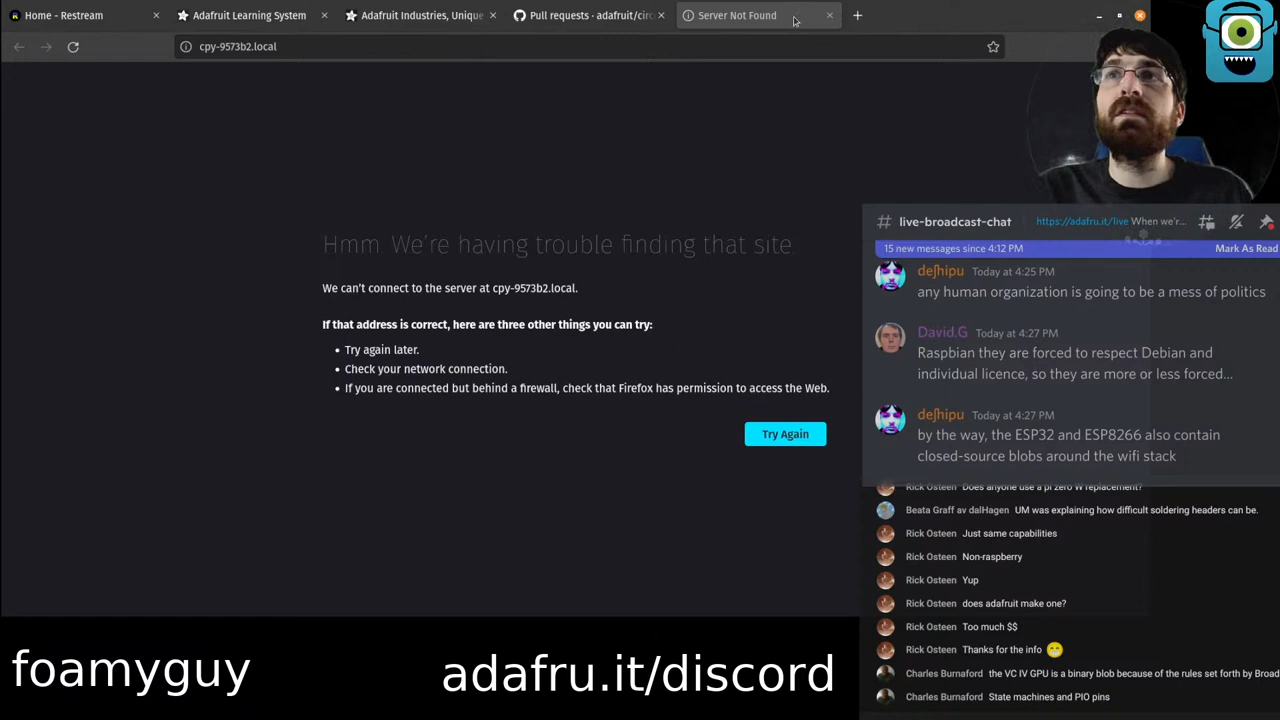 Home - Restream
Adafruit Learning System
Adafruit Industries, Unique
Pull requests · adafruit/circ
Server Not Found
cpy-9573b2.local
Hmm. We're having trouble finding that site.
We can't connect to the server at cpy-9573b2.local.
If that address is correct, here are three other things you can try:
Try again later.
Check your network connection.
If you are connected but behind a firewall, check that Firefox has permission to access the Web.
Try Again
# live-broadcast-chat
https://adafru.it/live When we'r...
15 new messages since 4:12 PM
Mark As Read
deʃhipu Today at 4:25 PM
any human organization is going to be a mess of politics
David.G Today at 4:27 PM
Raspbian they are forced to respect Debian and
individual licence, so they are more or less forced...
deʃhipu Today at 4:27 PM
by the way, the ESP32 and ESP8266 also contain
closed-source blobs around the wifi stack
Rick Osteen Does anyone use a pi zero W replacement?
Beata Graff av dalHagen UM was explaining how difficult soldering headers can be.
Rick Osteen Just same capabilities
Rick Osteen Non-raspberry
Rick Osteen Yup
Rick Osteen does adafruit make one?
Rick Osteen Too much $$
Rick Osteen Thanks for the info
Charles Burnaford the VC IV GPU is a binary blob because of the rules set forth by Broad
Charles Burnaford State machines and PIO pins
foamyguy
adafru.it/discord